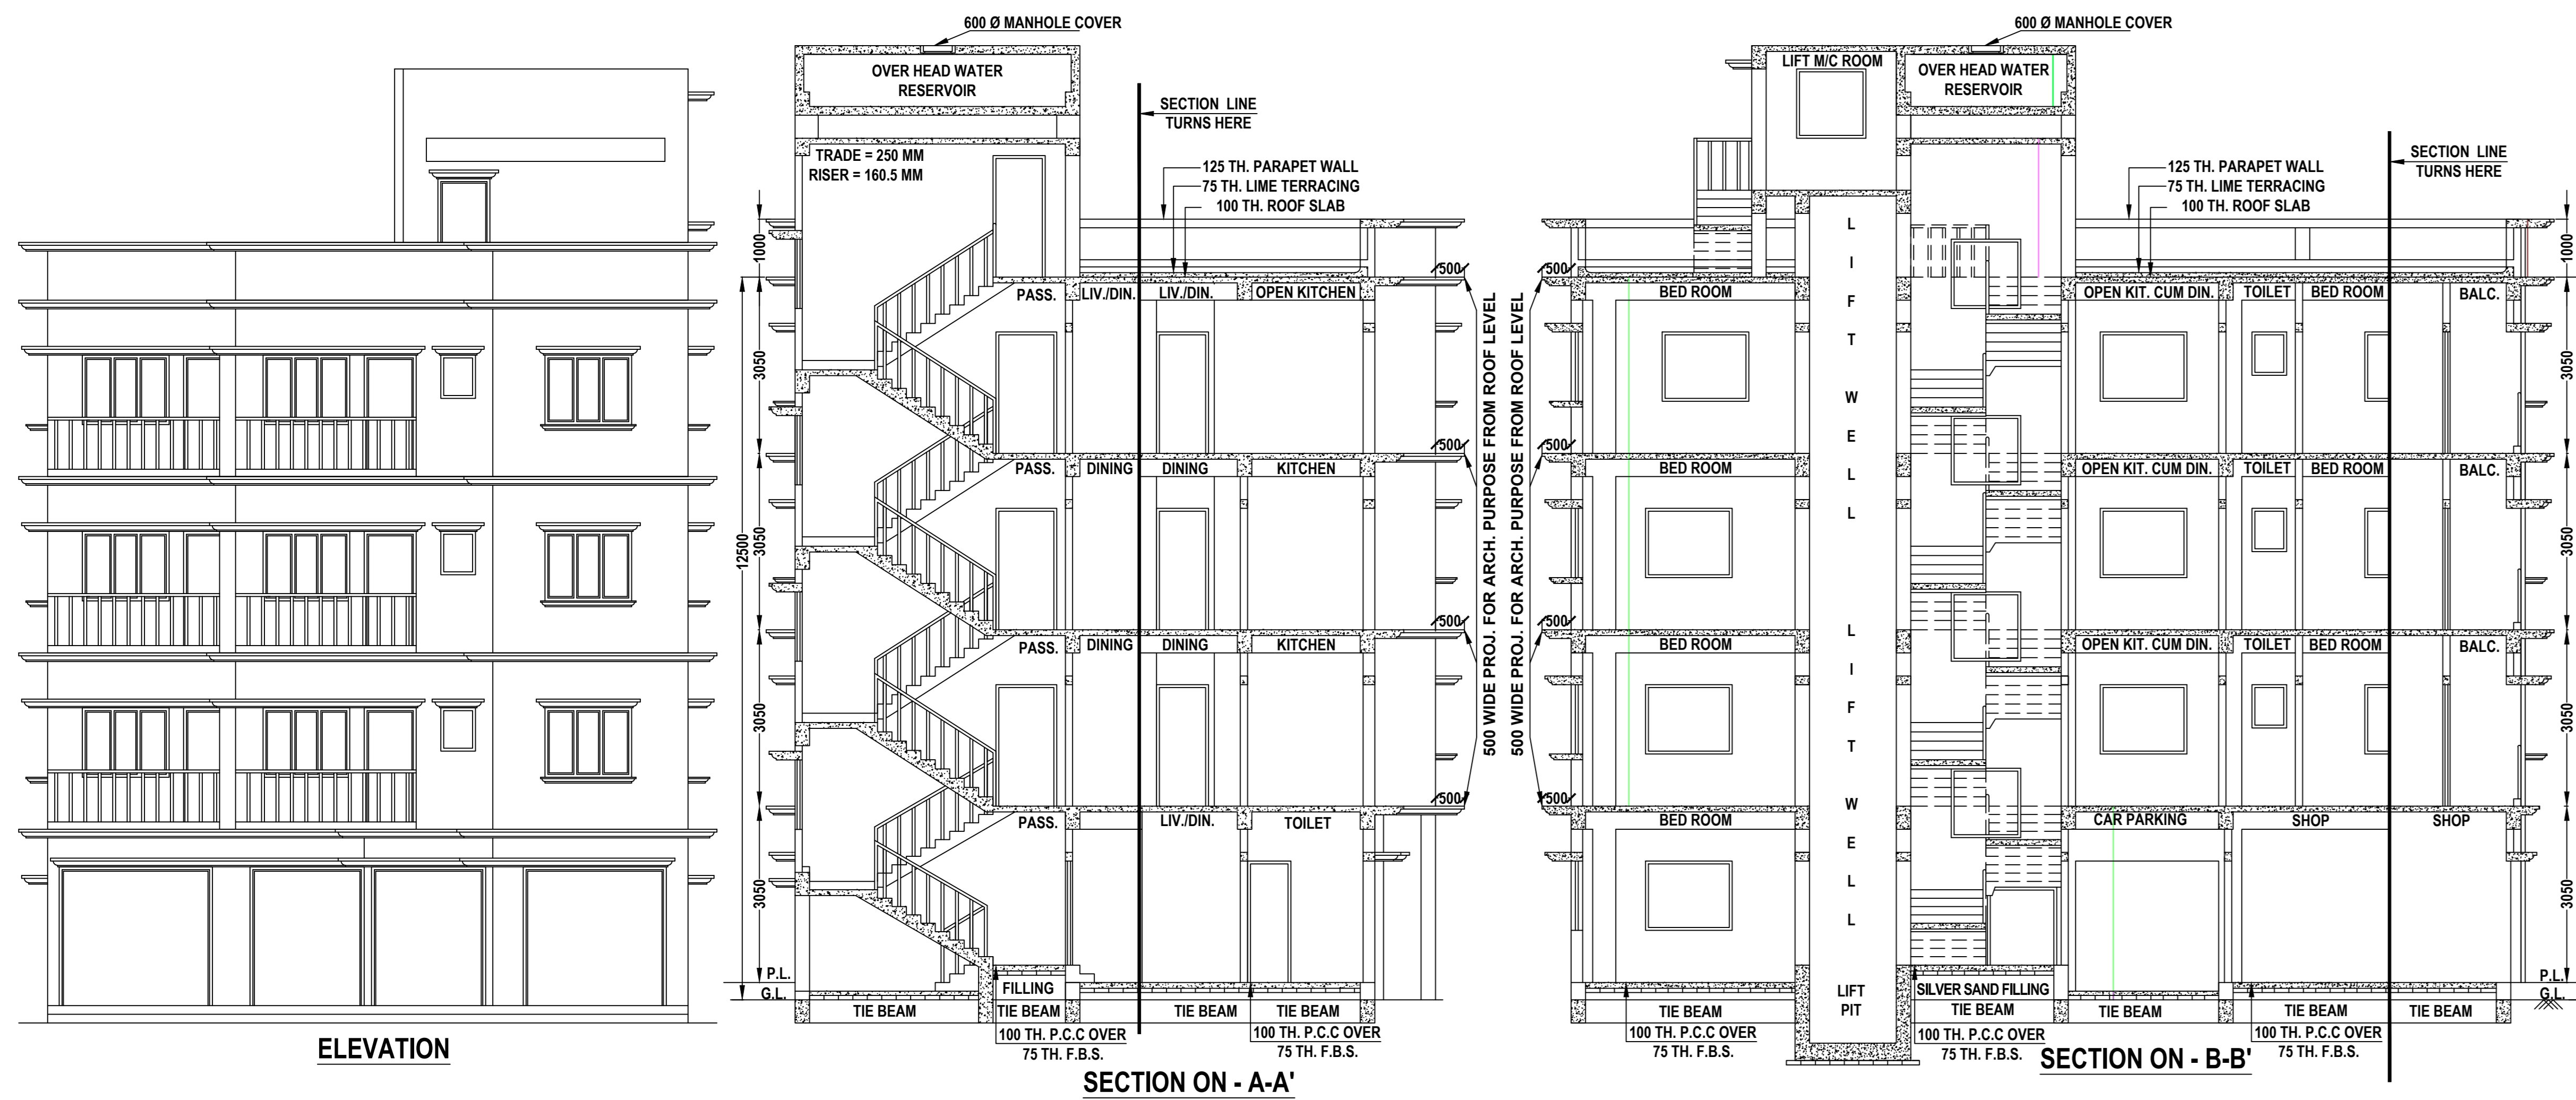 ELEVATION
600 Ø MANHOLE COVER
OVER HEAD WATER
RESERVOIR
SECTION LINE
TURNS HERE
TRADE = 250 MM
RISER = 160.5 MM
125 TH. PARAPET WALL
75 TH. LIME TERRACING
100 TH. ROOF SLAB
1000
500
PASS.
LIV./DIN.
LIV./DIN.
OPEN KITCHEN
3050
500
PASS.
DINING
DINING
KITCHEN
12500
3050
500
PASS.
DINING
DINING
KITCHEN
3050
500
PASS.
LIV./DIN.
TOILET
3050
500 WIDE PROJ. FOR ARCH. PURPOSE FROM ROOF LEVEL
P.L.
G.L.
FILLING
TIE BEAM
TIE BEAM
TIE BEAM
TIE BEAM
100 TH. P.C.C OVER
75 TH. F.B.S.
100 TH. P.C.C OVER
75 TH. F.B.S.
SECTION ON - A-A'
600 Ø MANHOLE COVER
LIFT M/C ROOM
OVER HEAD WATER
RESERVOIR
SECTION LINE
TURNS HERE
125 TH. PARAPET WALL
75 TH. LIME TERRACING
100 TH. ROOF SLAB
1000
500 WIDE PROJ. FOR ARCH. PURPOSE FROM ROOF LEVEL
500
BED ROOM
OPEN KIT. CUM DIN.
TOILET
BED ROOM
BALC.
3050
500
BED ROOM
OPEN KIT. CUM DIN.
TOILET
BED ROOM
BALC.
3050
500
BED ROOM
OPEN KIT. CUM DIN.
TOILET
BED ROOM
BALC.
3050
500
BED ROOM
CAR PARKING
SHOP
SHOP
3050
LIFT WELL
LIFT WELL
LIFT
PIT
SILVER SAND FILLING
P.L.
G.L.
TIE BEAM
TIE BEAM
TIE BEAM
TIE BEAM
TIE BEAM
100 TH. P.C.C OVER
75 TH. F.B.S.
100 TH. P.C.C OVER
75 TH. F.B.S.
100 TH. P.C.C OVER
75 TH. F.B.S.
SECTION ON - B-B'